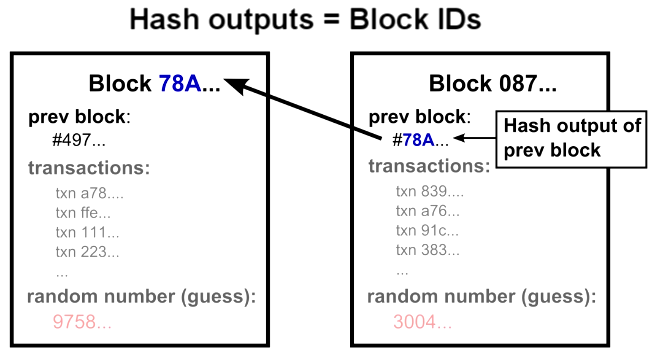 Hash outputs = Block IDs
Block 78A...
prev block:
#497...
transactions:
txn a78....
txn ffe...
txn 111...
txn 223...
...
random number (guess):
9758...
Block 087...
prev block:
#78A...
Hash output of
prev block
transactions:
txn 839....
txn a76...
txn 91c...
txn 383...
...
random number (guess):
3004...